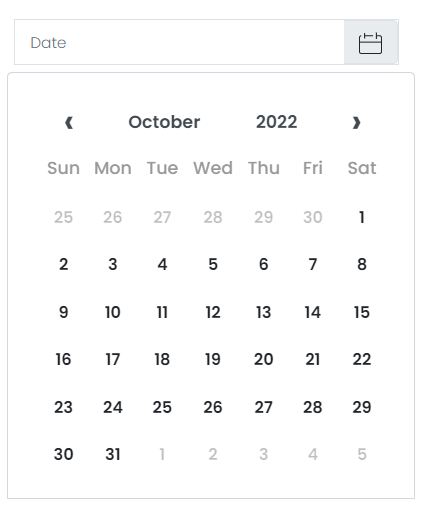 Date
‹ October 2022 ›
Sun Mon Tue Wed Thu Fri Sat
25 26 27 28 29 30 1
2 3 4 5 6 7 8
9 10 11 12 13 14 15
16 17 18 19 20 21 22
23 24 25 26 27 28 29
30 31 1 2 3 4 5